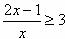 (2x−1)/x ≥ 3